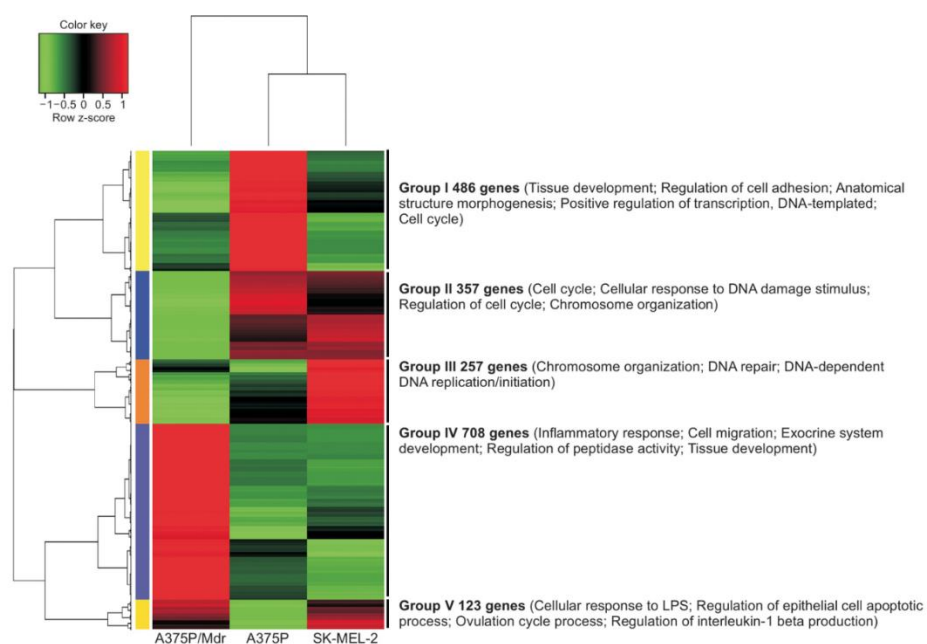 Color key
−1−0.5 0 0.5 1
Row z-score
Group I 486 genes (Tissue development; Regulation of cell adhesion; Anatomical
structure morphogenesis; Positive regulation of transcription, DNA-templated;
Cell cycle)
Group II 357 genes (Cell cycle; Cellular response to DNA damage stimulus;
Regulation of cell cycle; Chromosome organization)
Group III 257 genes (Chromosome organization; DNA repair; DNA-dependent
DNA replication/initiation)
Group IV 708 genes (Inflammatory response; Cell migration; Exocrine system
development; Regulation of peptidase activity; Tissue development)
Group V 123 genes (Cellular response to LPS; Regulation of epithelial cell apoptotic
process; Ovulation cycle process; Regulation of interleukin-1 beta production)
A375P/Mdr A375P SK-MEL-2